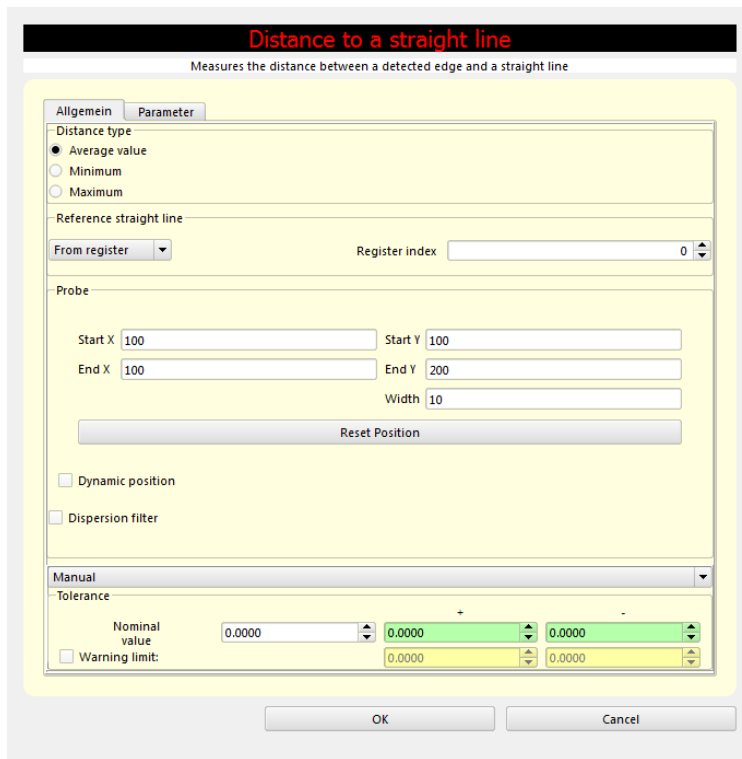 Distance to a straight line
Measures the distance between a detected edge and a straight line
Allgemein Parameter
Distance type
Average value
Minimum
Maximum
Reference straight line
From register Register index 0
Probe
Start X 100 Start Y 100
End X 100 End Y 200
Width 10
Reset Position
Dynamic position
Dispersion filter
Manual
Tolerance
+ -
Nominal
value 0.0000 0.0000 0.0000
Warning limit: 0.0000 0.0000
OK Cancel